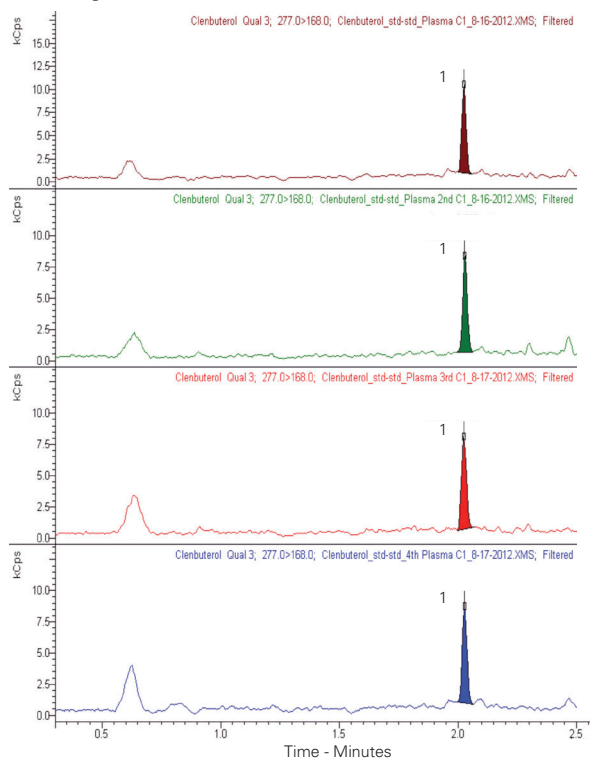 Clenbuterol Qual 3; 277.0>168.0; Clenbuterol_std-std_Plasma C1_8-16-2012.XMS; Filtered
kCps
15.0
12.5
10.0
7.5
5.0
2.5
0.0
1
Clenbuterol Qual 3; 277.0>168.0; Clenbuterol_std-std_Plasma 2nd C1_8-16-2012.XMS; Filtered
kCps
10.0
7.5
5.0
2.5
0.0
1
Clenbuterol Qual 3; 277.0>168.0; Clenbuterol_std-std_Plasma 3rd C1_8-17-2012.XMS; Filtered
kCps
10.0
7.5
5.0
2.5
0.0
1
Clenbuterol Qual 3; 277.0>168.0; Clenbuterol_std-std_4th Plasma C1_8-17-2012.XMS; Filtered
kCps
10.0
7.5
5.0
2.5
0.0
1
0.5 1.0 1.5 2.0 2.5
Time - Minutes